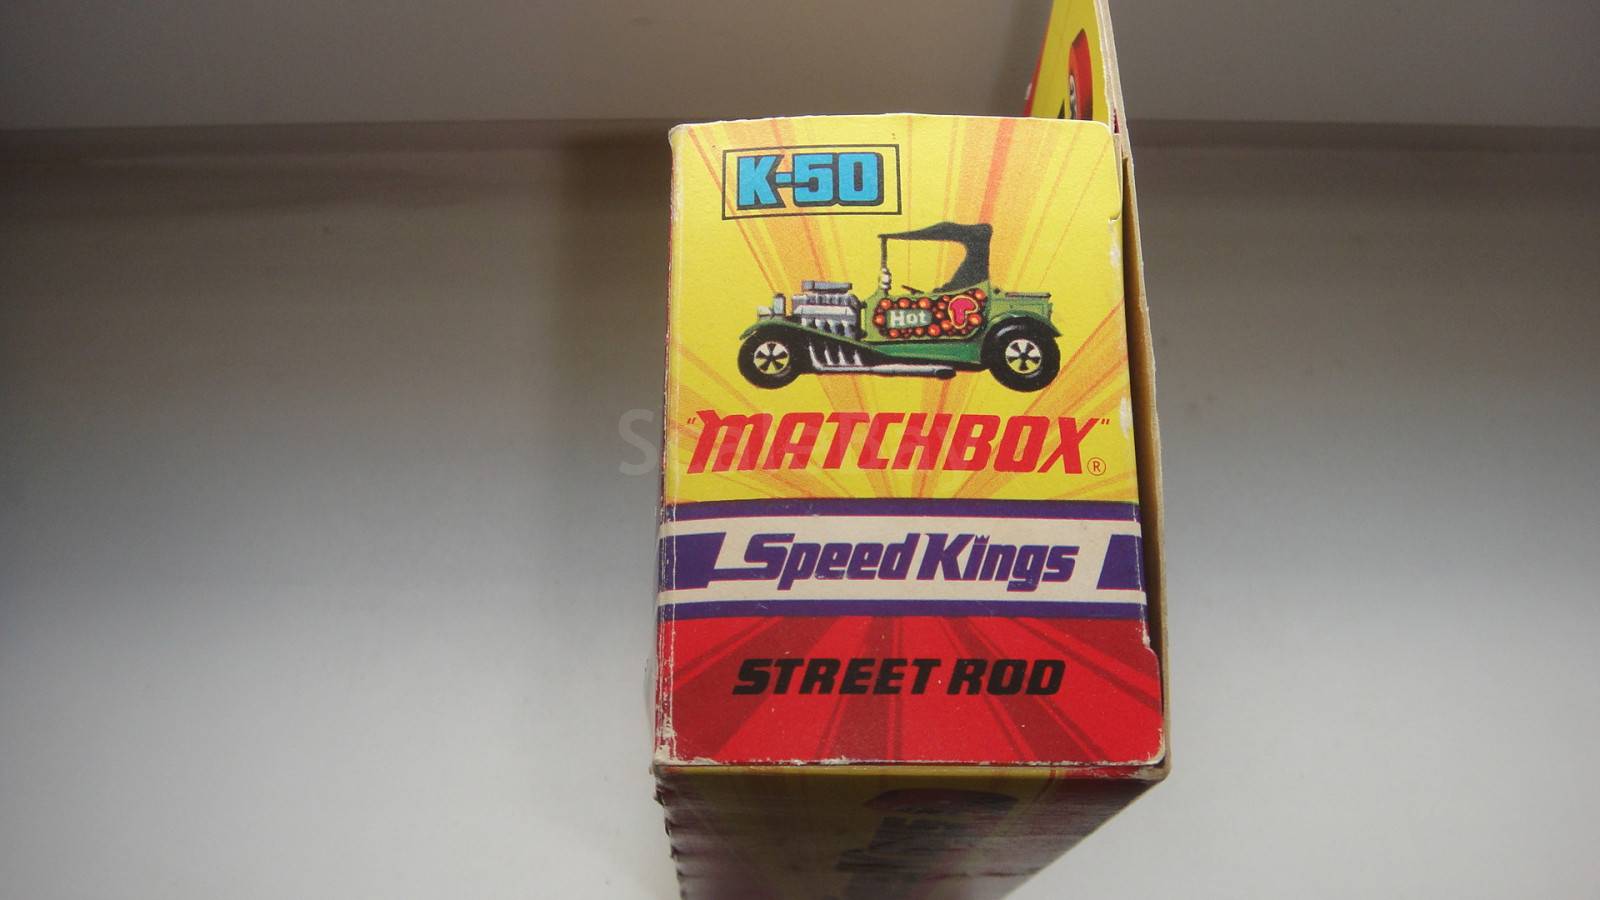 K-50
Hot T
"MATCHBOX"®
Speed Kings
STREET ROD